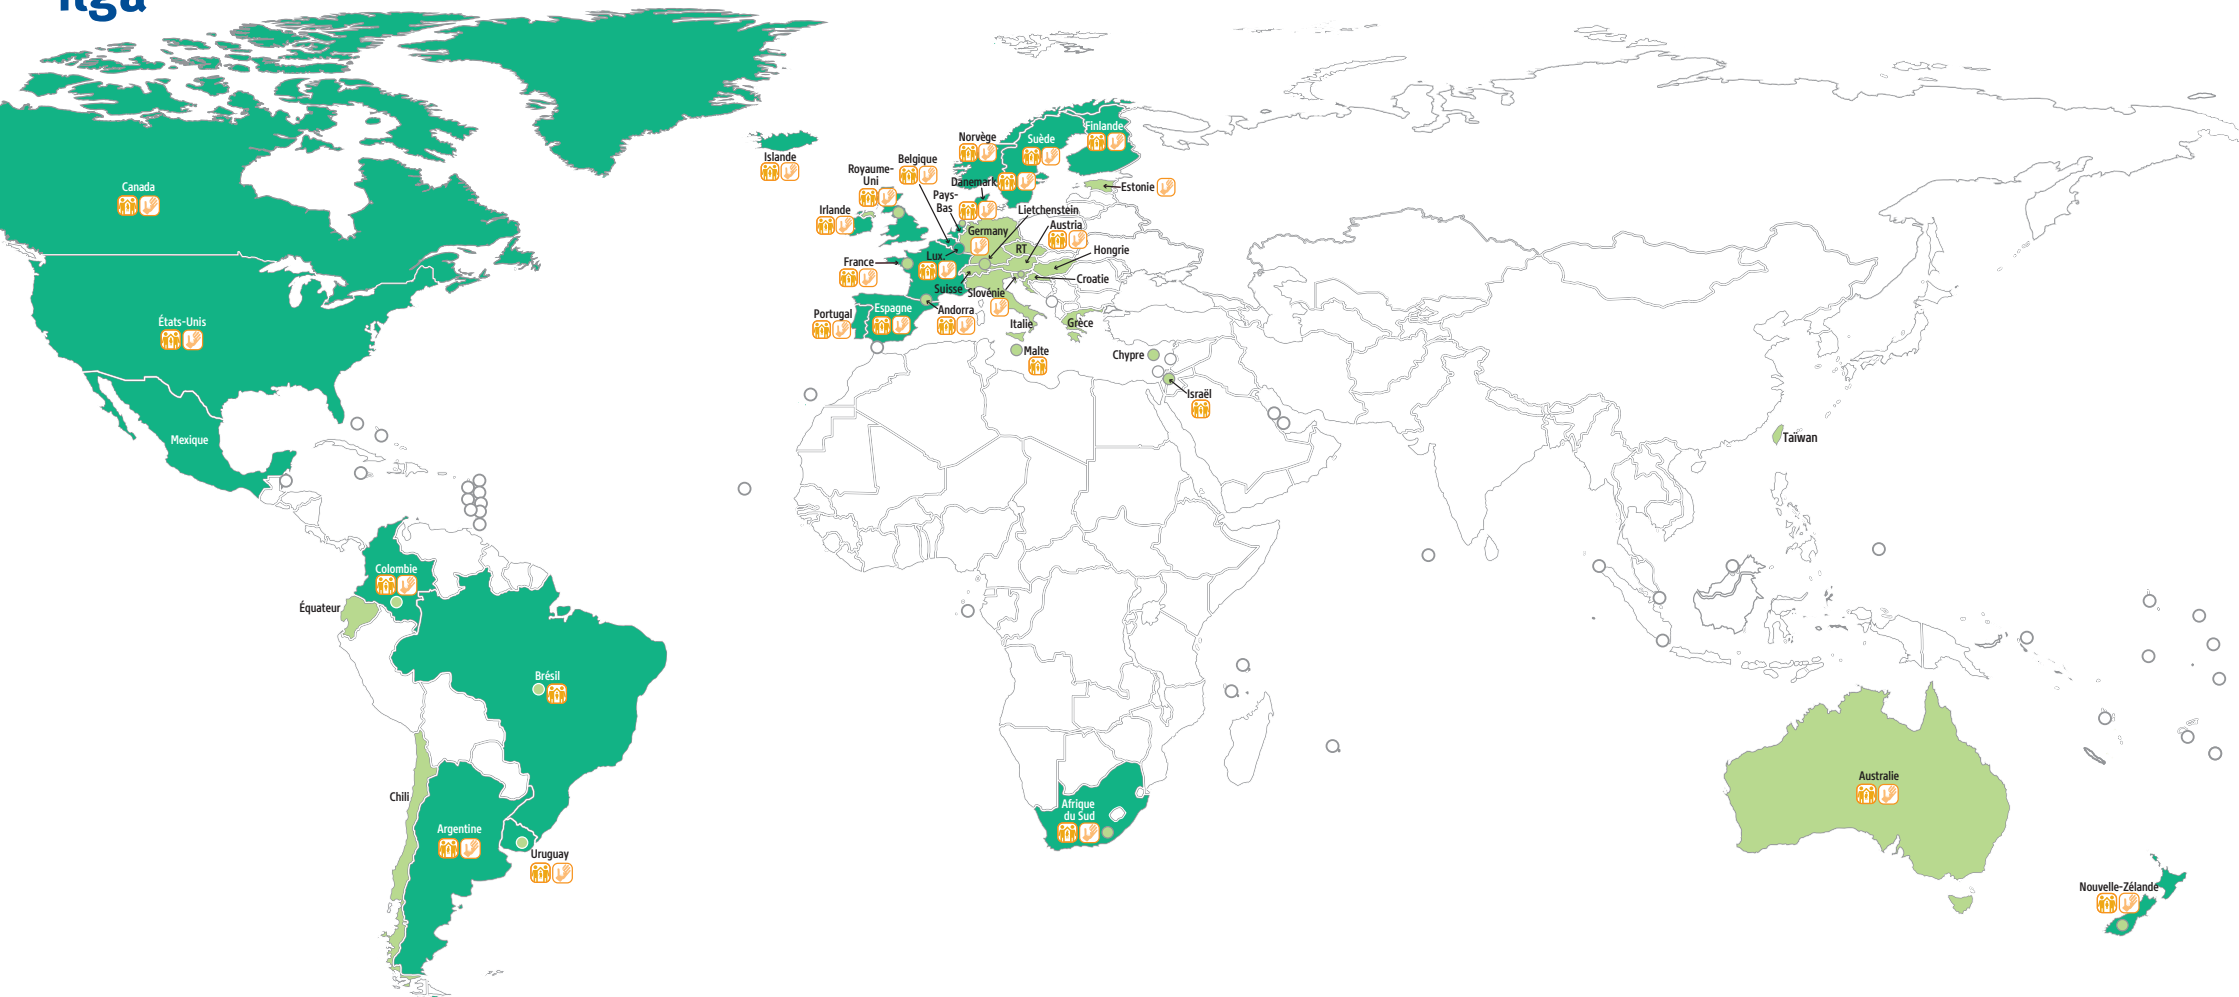 ilga
Canada
États-Unis
Mexique
Colombie
Équateur
Brésil
Chili
Argentine
Uruguay
Islande
Norvège
Suède
Finlande
Estonie
Belgique
Royaume-
Uni
Danemark
Pays-
Bas
Irlande
Lietchenstein
Germany
Austria
RT
Hongrie
Lux.
France
Croatie
Suisse
Slovénie
Portugal
Espagne
Andorra
Italie
Grèce
Malte
Chypre
Israël
Taïwan
Afrique
du Sud
Australie
Nouvelle-Zélande